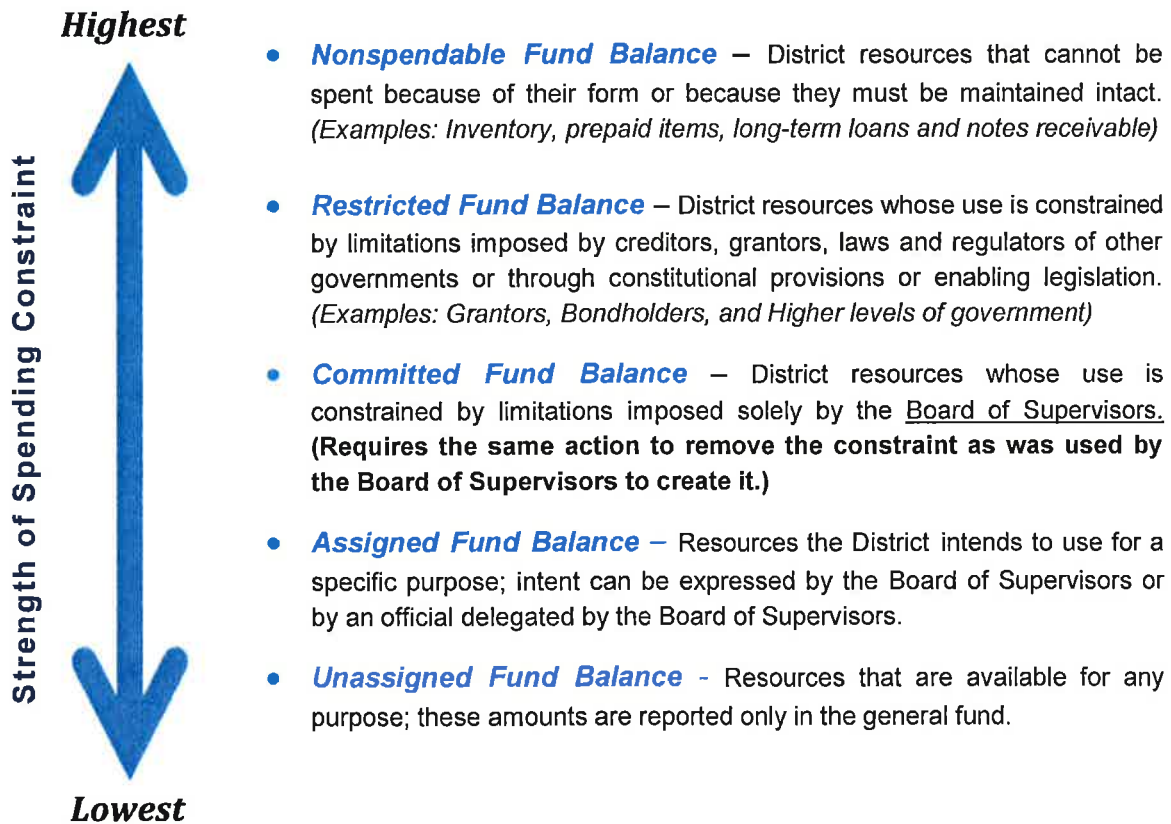 Highest
Strength of Spending Constraint
• Nonspendable Fund Balance – District resources that cannot be
spent because of their form or because they must be maintained intact.
(Examples: Inventory, prepaid items, long-term loans and notes receivable)
• Restricted Fund Balance – District resources whose use is constrained
by limitations imposed by creditors, grantors, laws and regulators of other
governments or through constitutional provisions or enabling legislation.
(Examples: Grantors, Bondholders, and Higher levels of government)
• Committed Fund Balance – District resources whose use is
constrained by limitations imposed solely by the Board of Supervisors.
(Requires the same action to remove the constraint as was used by
the Board of Supervisors to create it.)
• Assigned Fund Balance – Resources the District intends to use for a
specific purpose; intent can be expressed by the Board of Supervisors or
by an official delegated by the Board of Supervisors.
• Unassigned Fund Balance - Resources that are available for any
purpose; these amounts are reported only in the general fund.
Lowest